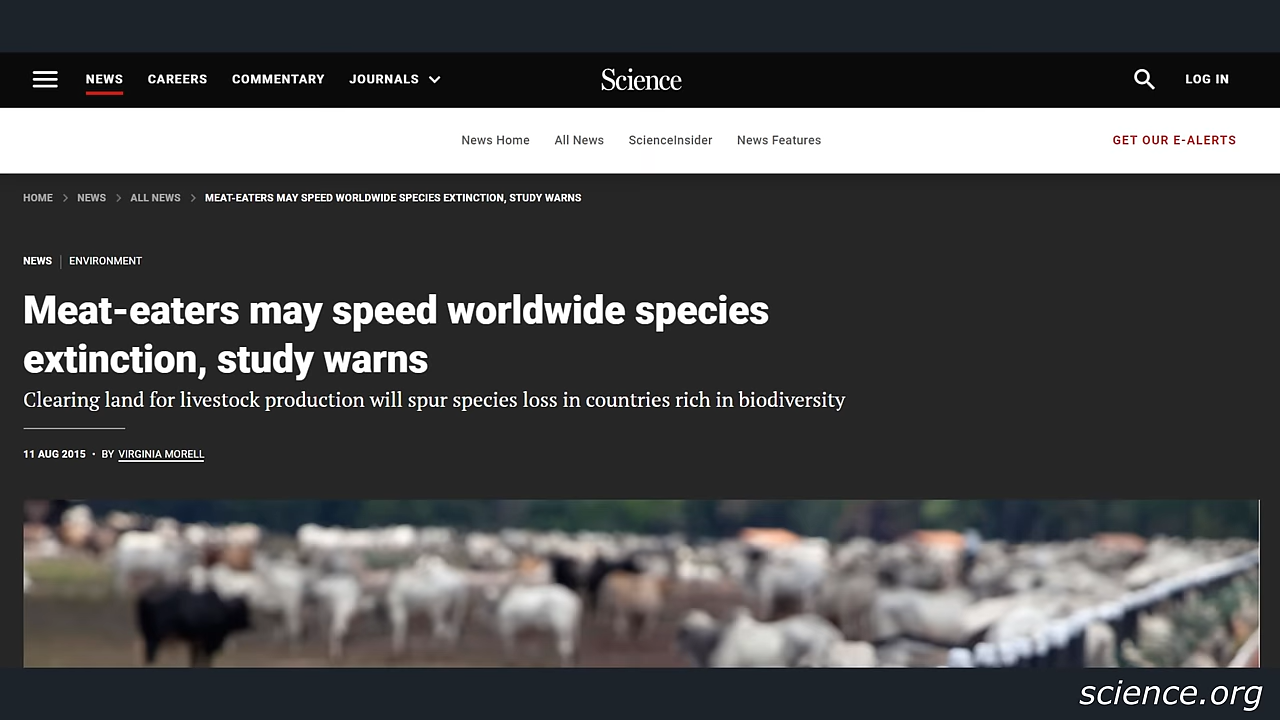 NEWS CAREERS COMMENTARY JOURNALS Science LOG IN
News Home All News ScienceInsider News Features GET OUR E-ALERTS
HOME NEWS ALL NEWS MEAT-EATERS MAY SPEED WORLDWIDE SPECIES EXTINCTION, STUDY WARNS
NEWS | ENVIRONMENT
Meat-eaters may speed worldwide species
extinction, study warns
Clearing land for livestock production will spur species loss in countries rich in biodiversity
11 AUG 2015 • BY VIRGINIA MORELL
science.org